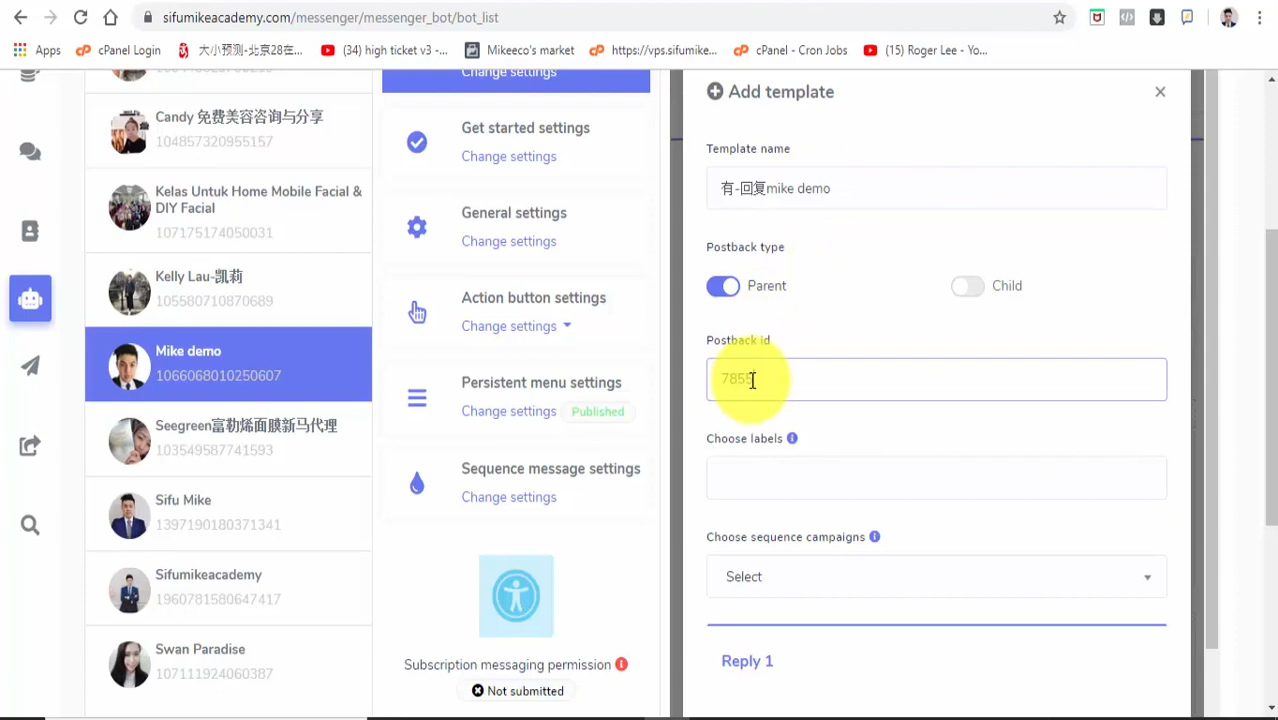 sifumikeacademy.com/messenger/messenger_bot/bot_list
Apps
cPanel Login
大小预测-北京28在...
(34) high ticket v3 -...
Mikeeco's market
https://vps.sifumike...
cPanel - Cron Jobs
(15) Roger Lee - Yo...
Candy 免费美容咨询与分享
104857320955157
Kelas Untuk Home Mobile Facial &
DIY Facial
107175174050031
Kelly Lau-凯莉
105580710870689
Mike demo
1066068010250607
Seegreen富勒烯面膜新马代理
103549587741593
Sifu Mike
1397190180371341
Sifumikeacademy
1960781580647417
Swan Paradise
107111924060387
Change settings
Get started settings
Change settings
General settings
Change settings
Action button settings
Change settings
Persistent menu settings
Change settings Published
Sequence message settings
Change settings
Subscription messaging permission
Not submitted
Add template
Template name
有-回复mike demo
Postback type
Parent
Child
Postback id
7855
Choose labels
Choose sequence campaigns
Select
Reply 1